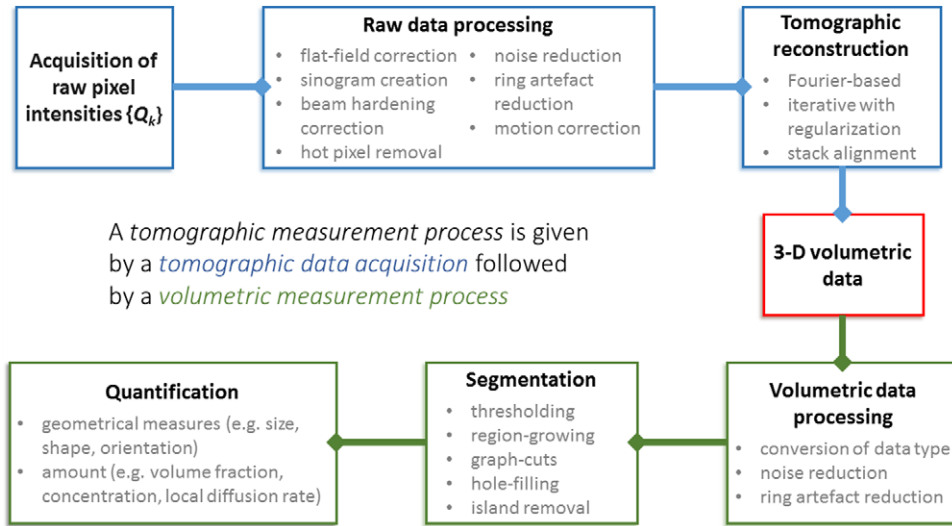 Acquisition of
raw pixel
intensities {Qk}
Raw data processing
• flat-field correction
• sinogram creation
• beam hardening
correction
• hot pixel removal
• noise reduction
• ring artefact
reduction
• motion correction
Tomographic
reconstruction
• Fourier-based
• iterative with
regularization
• stack alignment
A tomographic measurement process is given
by a tomographic data acquisition followed
by a volumetric measurement process
3-D volumetric
data
Quantification
• geometrical measures (e.g. size,
shape, orientation)
• amount (e.g. volume fraction,
concentration, local diffusion rate)
Segmentation
• thresholding
• region-growing
• graph-cuts
• hole-filling
• island removal
Volumetric data
processing
• conversion of data type
• noise reduction
• ring artefact reduction